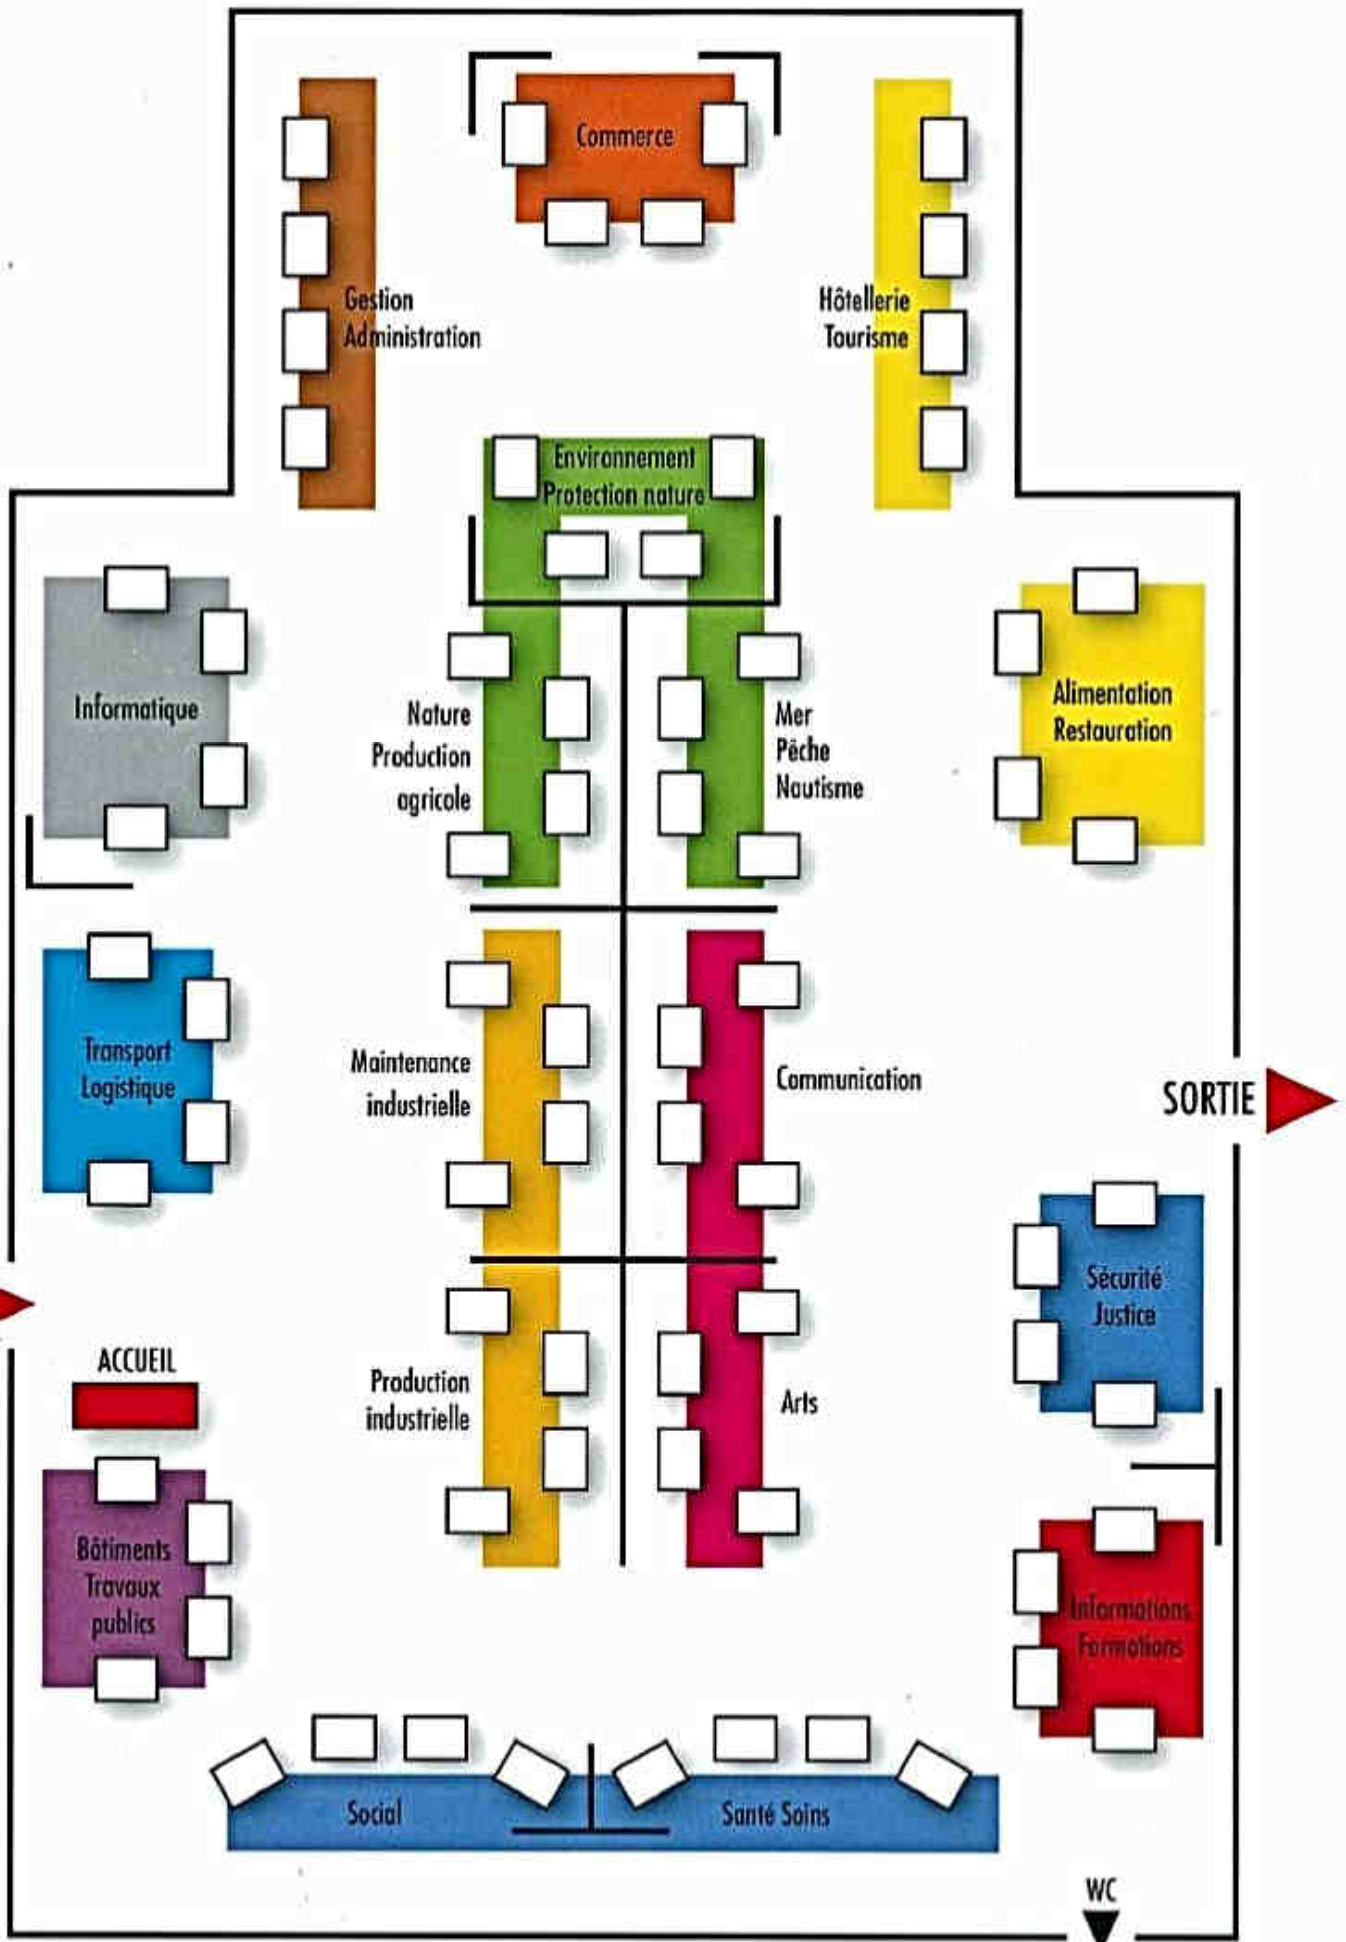 Commerce
Gestion
Administration
Hôtellerie
Tourisme
Environnement
Protection nature
Informatique
Nature
Production
agricole
Mer
Pêche
Nautisme
Alimentation
Restauration
Transport
Logistique
Maintenance
industrielle
Communication
SORTIE
Sécurité
Justice
ACCUEIL
Production
industrielle
Arts
Bâtiments
Travaux
publics
Informations
Formations
Social
Santé Soins
WC